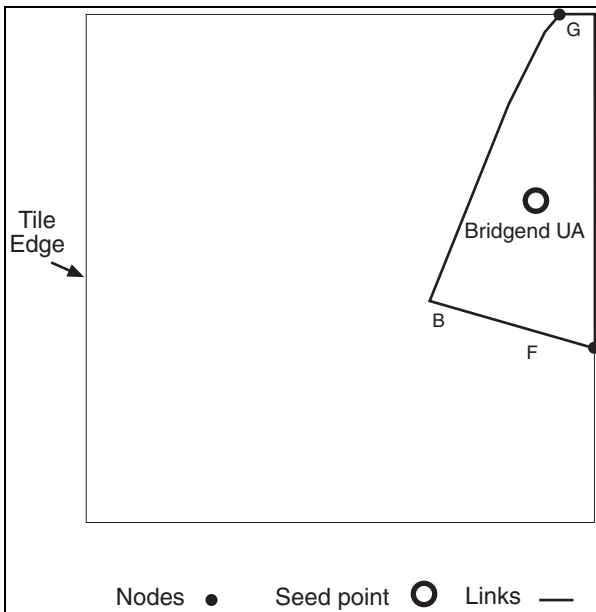 G
Bridgend UA
Tile
Edge
B
F
Nodes Seed point Links